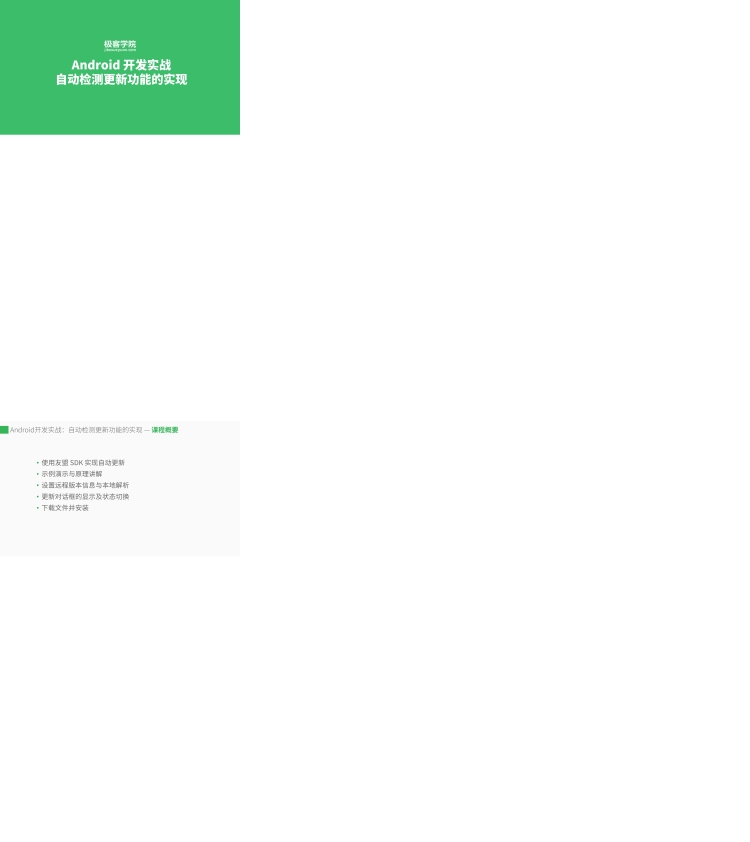 极客学院
jikexueyuan.com
Android 开发实战
自动检测更新功能的实现
Android开发实战：自动检测更新功能的实现 — 课程概要
• 使用友盟 SDK 实现自动更新
• 示例演示与原理讲解
• 设置远程版本信息与本地解析
• 更新对话框的显示及状态切换
• 下载文件并安装